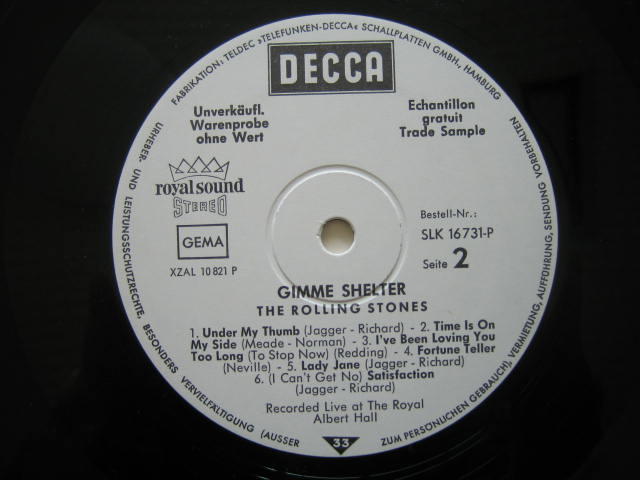 FABRIKATION: TELDEC »TELEFUNKEN-DECCA« SCHALLPLATTEN GMBH., HAMBURG
DECCA
Unverkäufl.
Warenprobe
ohne Wert
Echantillon
gratuit
Trade Sample
royal sound
STEREO
GEMA
XZAL 10 821 P
Bestell-Nr.:
SLK 16 731-P
Seite 2
GIMME SHELTER
THE ROLLING STONES
1. Under My Thumb (Jagger - Richard) - 2. Time Is On
My Side (Meade - Norman) - 3. I've Been Loving You
Too Long (To Stop Now) (Redding) - 4. Fortune Teller
(Neville) - 5. Lady Jane (Jagger - Richard)
6. (I Can't Get No) Satisfaction
(Jagger - Richard)
Recorded Live at The Royal
Albert Hall
33
URHEBER- UND LEISTUNGSSCHUTZRECHTE, BESONDERS VERVIELFÄLTIGUNG (AUSSER
ZUM PERSÖNLICHEN GEBRAUCH), VERMIETUNG, AUFFÜHRUNG, SENDUNG VORBEHALTEN